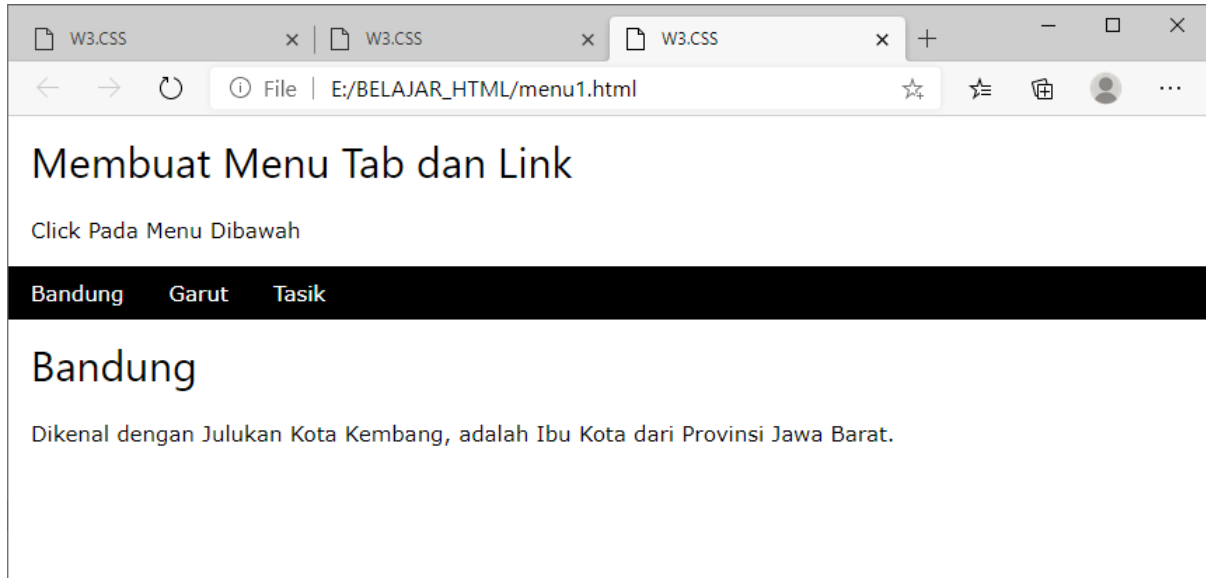 W3.CSS W3.CSS W3.CSS
File E:/BELAJAR_HTML/menu1.html
Membuat Menu Tab dan Link
Click Pada Menu Dibawah
Bandung Garut Tasik
Bandung
Dikenal dengan Julukan Kota Kembang, adalah Ibu Kota dari Provinsi Jawa Barat.